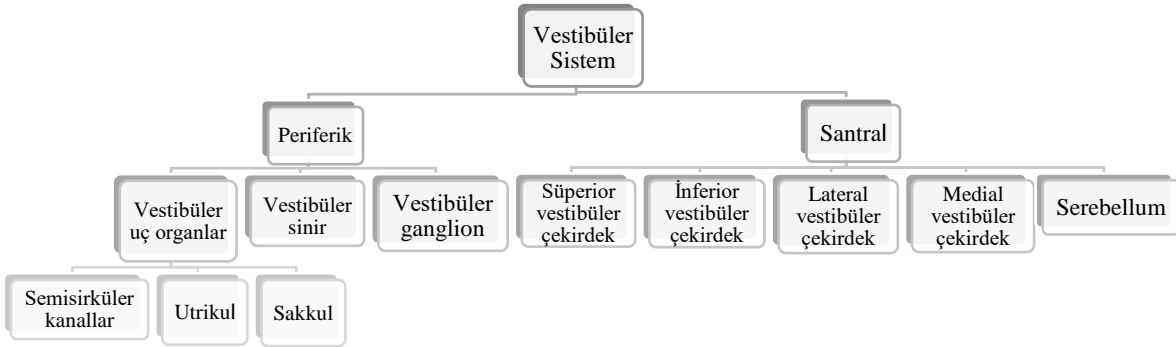 Vestibüler
Sistem
Periferik
Santral
Vestibüler
uç organlar
Vestibüler
sinir
Vestibüler
ganglion
Süperior
vestibüler
çekirdek
İnferior
vestibüler
çekirdek
Lateral
vestibüler
çekirdek
Medial
vestibüler
çekirdek
Serebellum
Semisirküler
kanallar
Utrikul
Sakkul